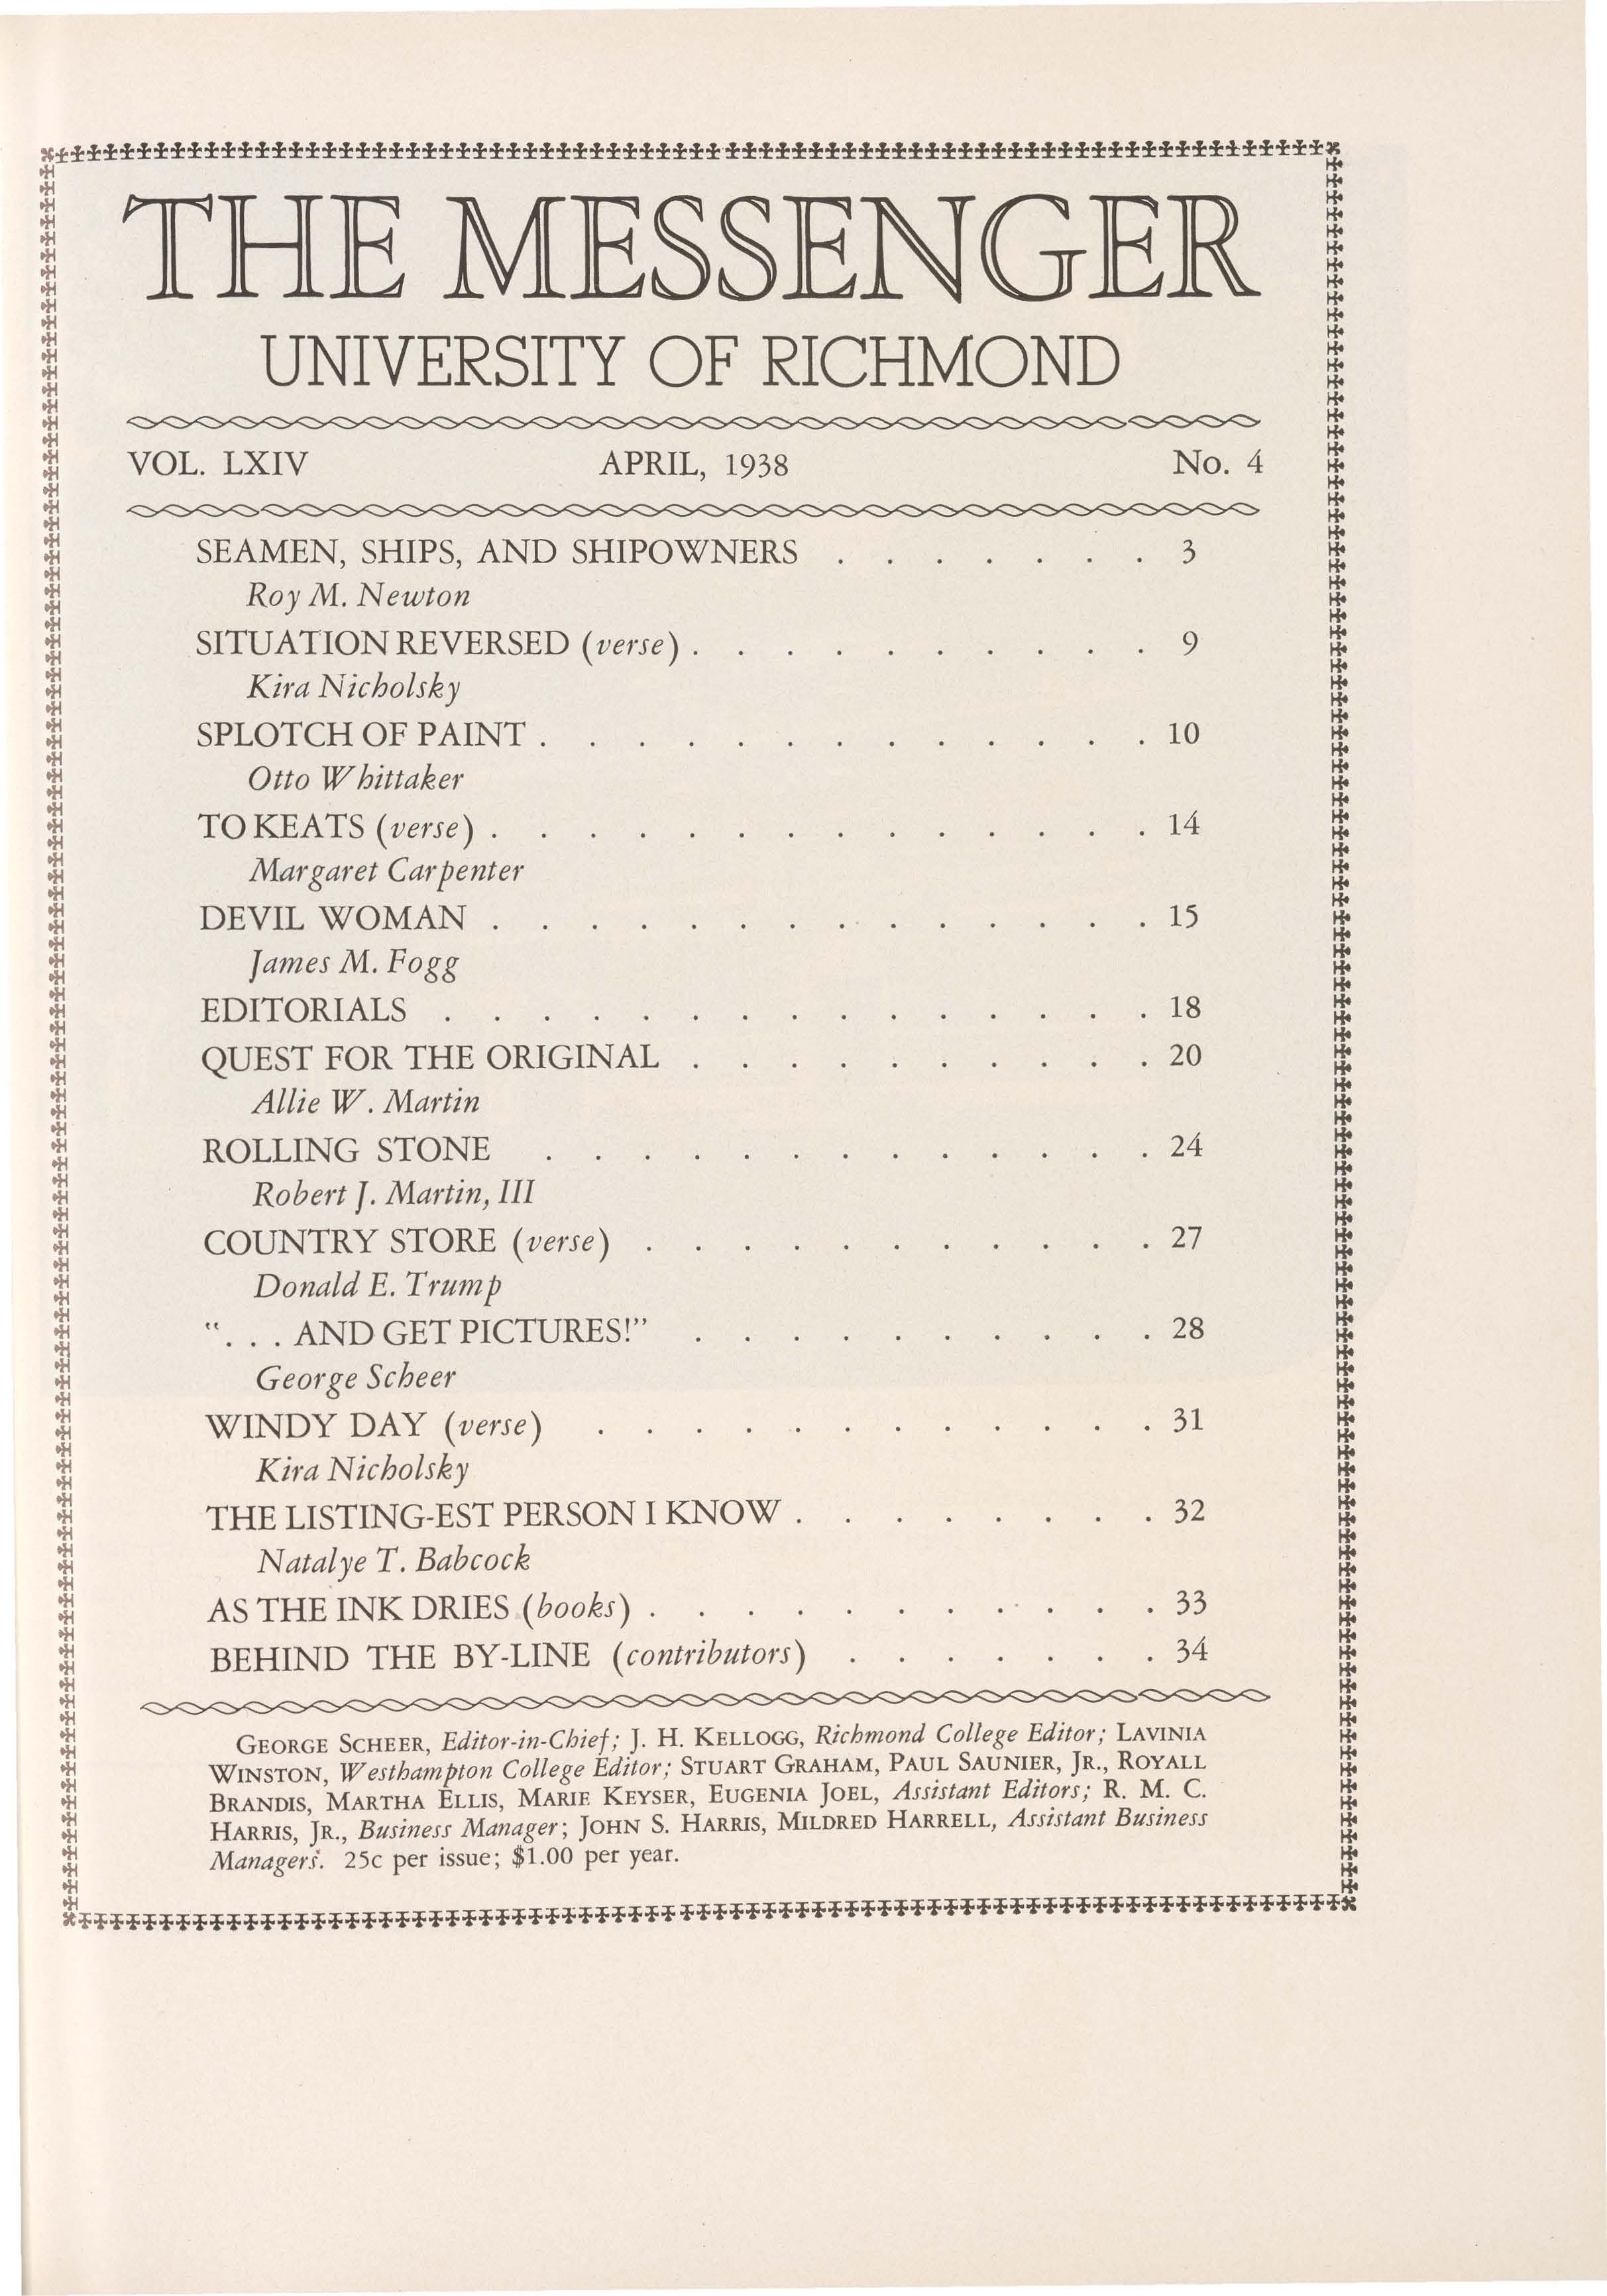 THE MESSENGER
UNIVERSITY OF RICHMOND
VOL. LXIV APRIL, 1938 No. 4
SEAMEN, SHIPS, AND SHIPOWNERS . . . . . . . 3
Roy M. Newton
SITUATION REVERSED (verse) . . . . . . . . . . 9
Kira Nicholsky
SPLOTCH OF PAINT . . . . . . . . . . . . . 10
Otto Whittaker
TO KEATS (verse) . . . . . . . . . . . . . . 14
Margaret Carpenter
DEVIL WOMAN . . . . . . . . . . . . . . 15
James M. Fogg
EDITORIALS . . . . . . . . . . . . . . . 18
QUEST FOR THE ORIGINAL . . . . . . . . . . 20
Allie W. Martin
ROLLING STONE . . . . . . . . . . . . . 24
Robert J. Martin, III
COUNTRY STORE (verse) . . . . . . . . . . . 27
Donald E. Trump
“. . . AND GET PICTURES!” . . . . . . . . . . 28
George Scheer
WINDY DAY (verse) . . . . . . . . . . . . 31
Kira Nicholsky
THE LISTING-EST PERSON I KNOW . . . . . . . . 32
Natalye T. Babcock
AS THE INK DRIES (books) . . . . . . . . . . . 33
BEHIND THE BY-LINE (contributors) . . . . . . . 34
GEORGE SCHEER, Editor-in-Chief; J. H. KELLOGG, Richmond College Editor; LAVINIA
WINSTON, Westhampton College Editor; STUART GRAHAM, PAUL SAUNIER, JR., ROYALL
BRANDIS, MARTHA ELLIS, MARIE KEYSER, EUGENIA JOEL, Assistant Editors; R. M. C.
HARRIS, JR., Business Manager; JOHN S. HARRIS, MILDRED HARRELL, Assistant Business
Managers. 25c per issue; $1.00 per year.